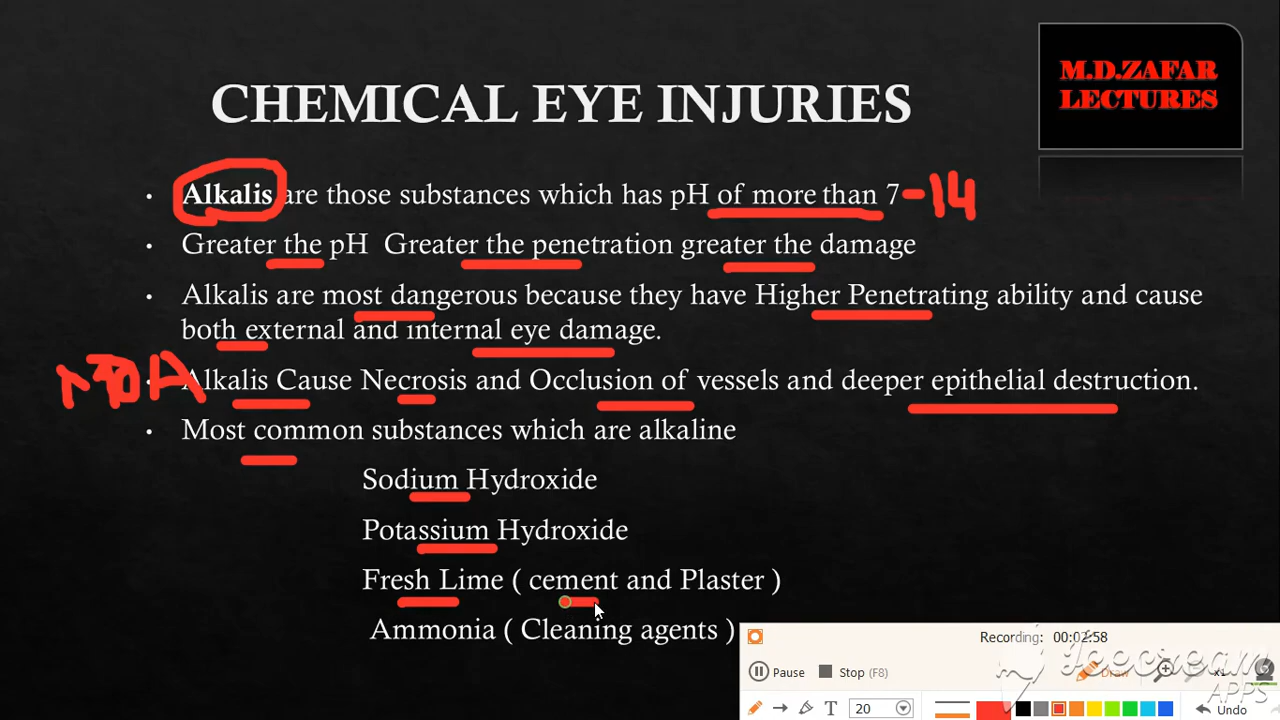 M.D.ZAFAR
LECTURES
CHEMICAL EYE INJURIES
• Alkalis are those substances which has pH of more than 7 -14
• Greater the pH Greater the penetration greater the damage
• Alkalis are most dangerous because they have Higher Penetrating ability and cause
both external and internal eye damage.
• Alkalis Cause Necrosis and Occlusion of vessels and deeper epithelial destruction.
• Most common substances which are alkaline
Sodium Hydroxide
Potassium Hydroxide
Fresh Lime ( cement and Plaster )
Ammonia ( Cleaning agents )
Recording: 00:02:58
Pause Stop (F8) Draw x1
Icecream
APPS
T 20 Undo